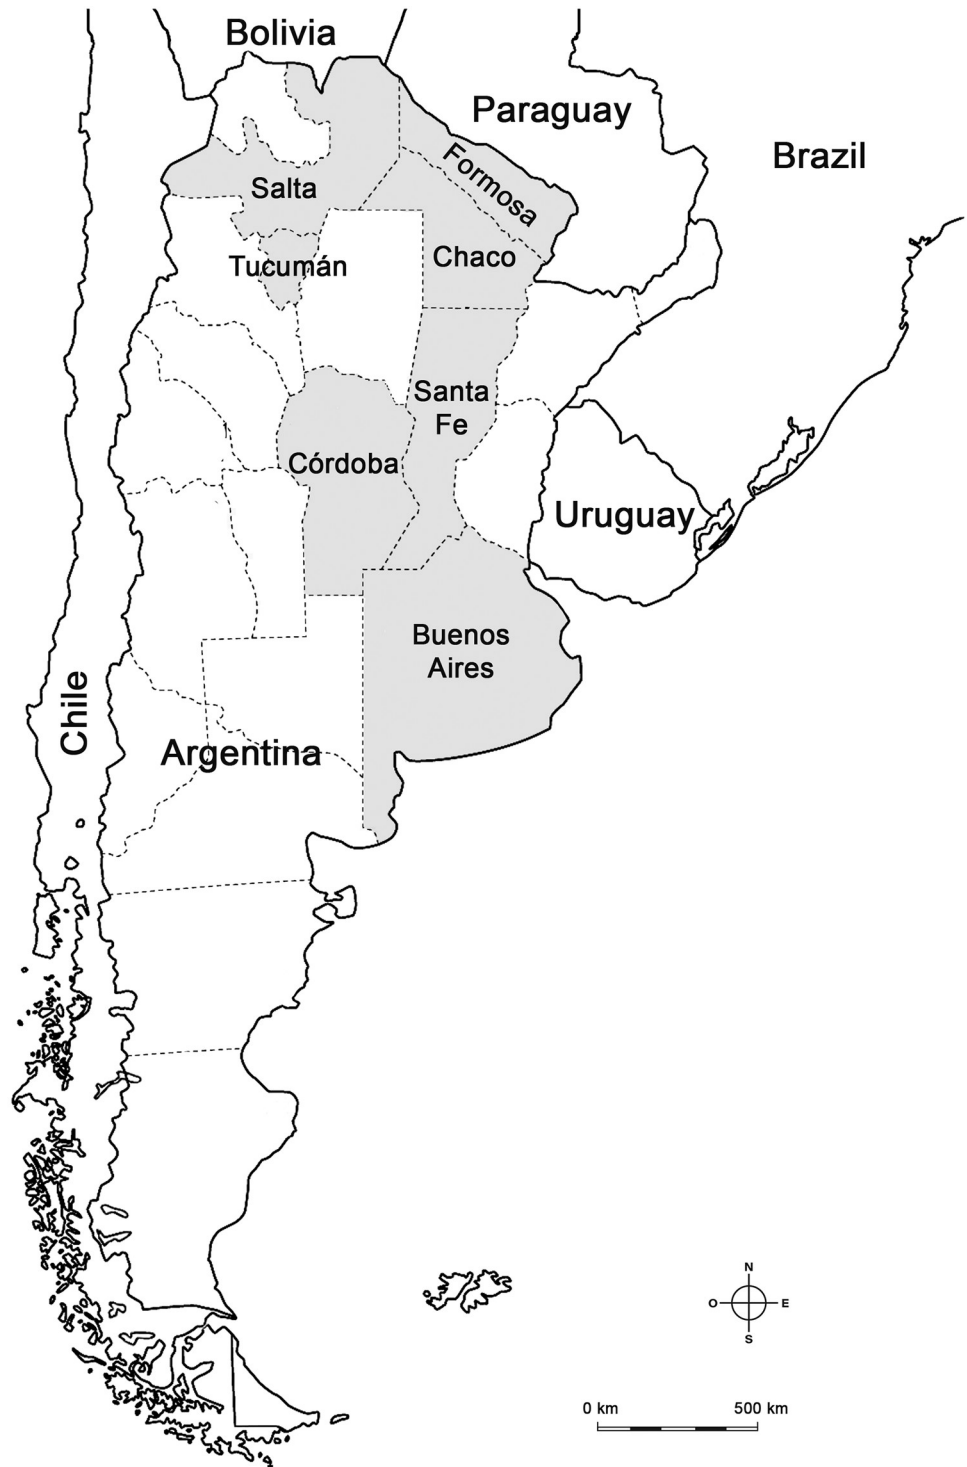 Bolivia
Paraguay
Brazil
Formosa
Salta
Chaco
Tucumán
Santa
Fe
Córdoba
Uruguay
Buenos
Aires
Chile
Argentina
N
O E
S
0 km 500 km